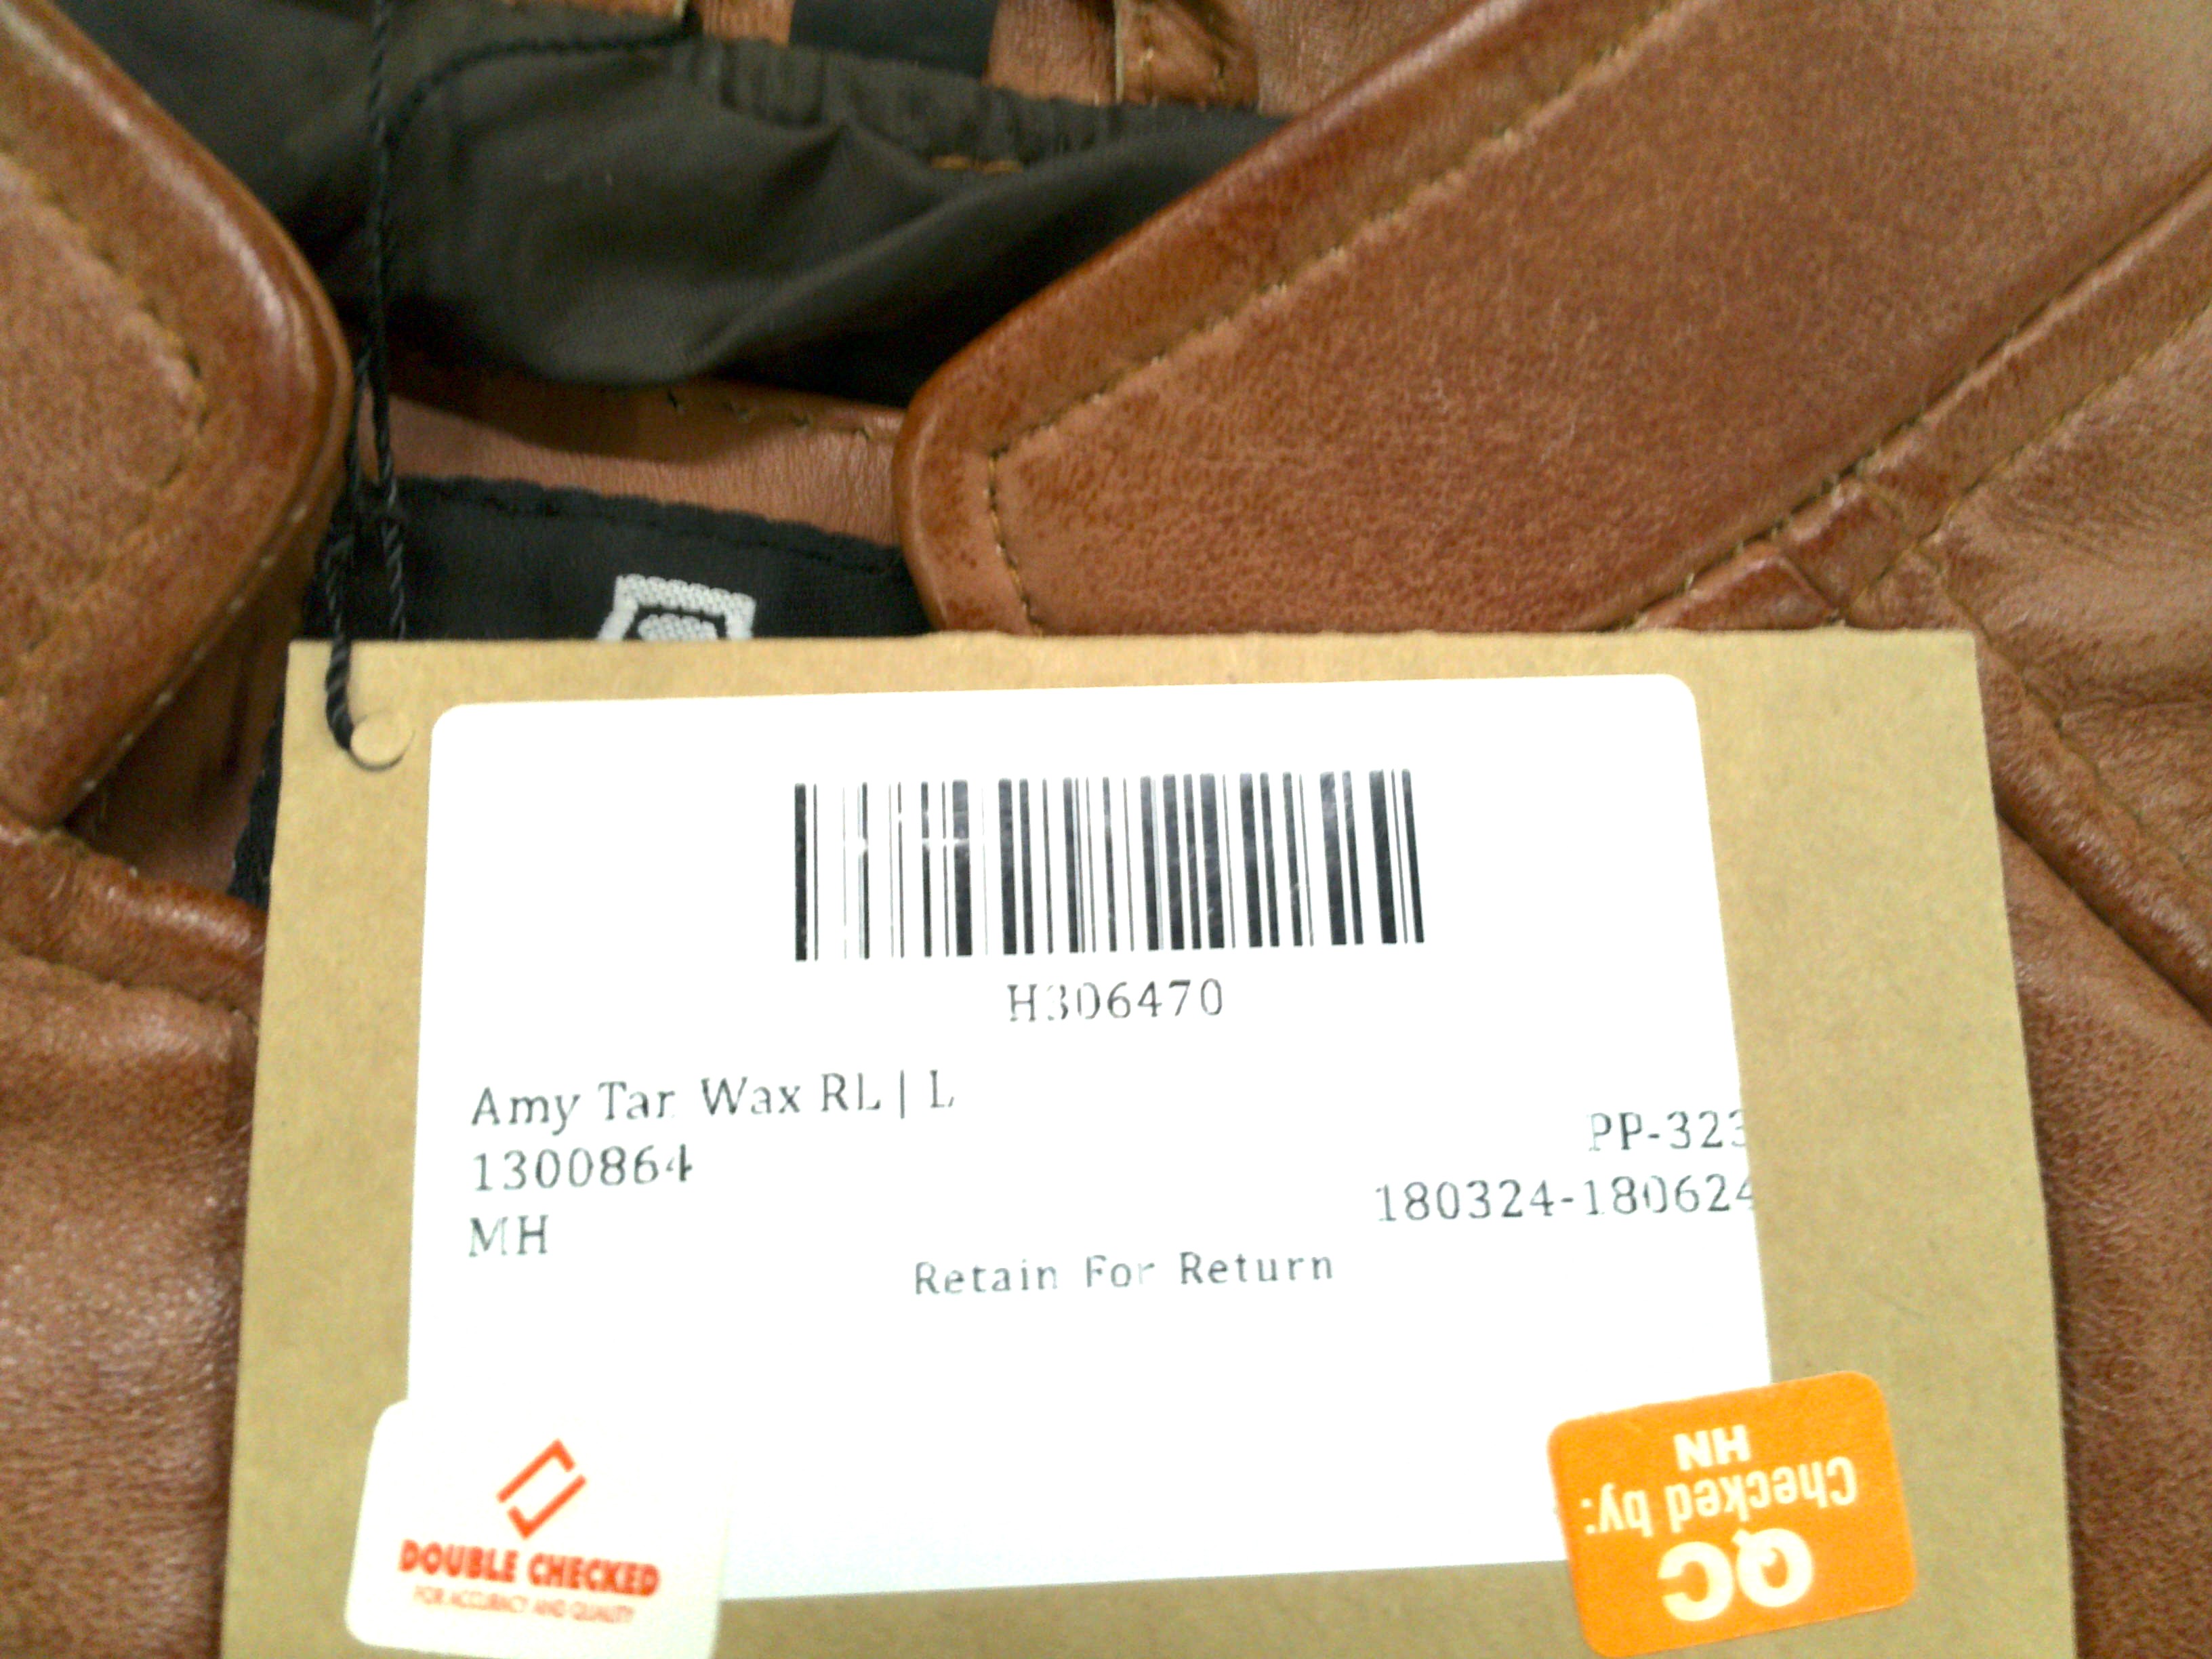 H306470
Amy Tan Wax RL | L
1300864
PP-323
MH
180324-180624
Retain For Return
DOUBLE CHECKED
FOR ACCURACY AND QUALITY
QC
Checked by:
HN